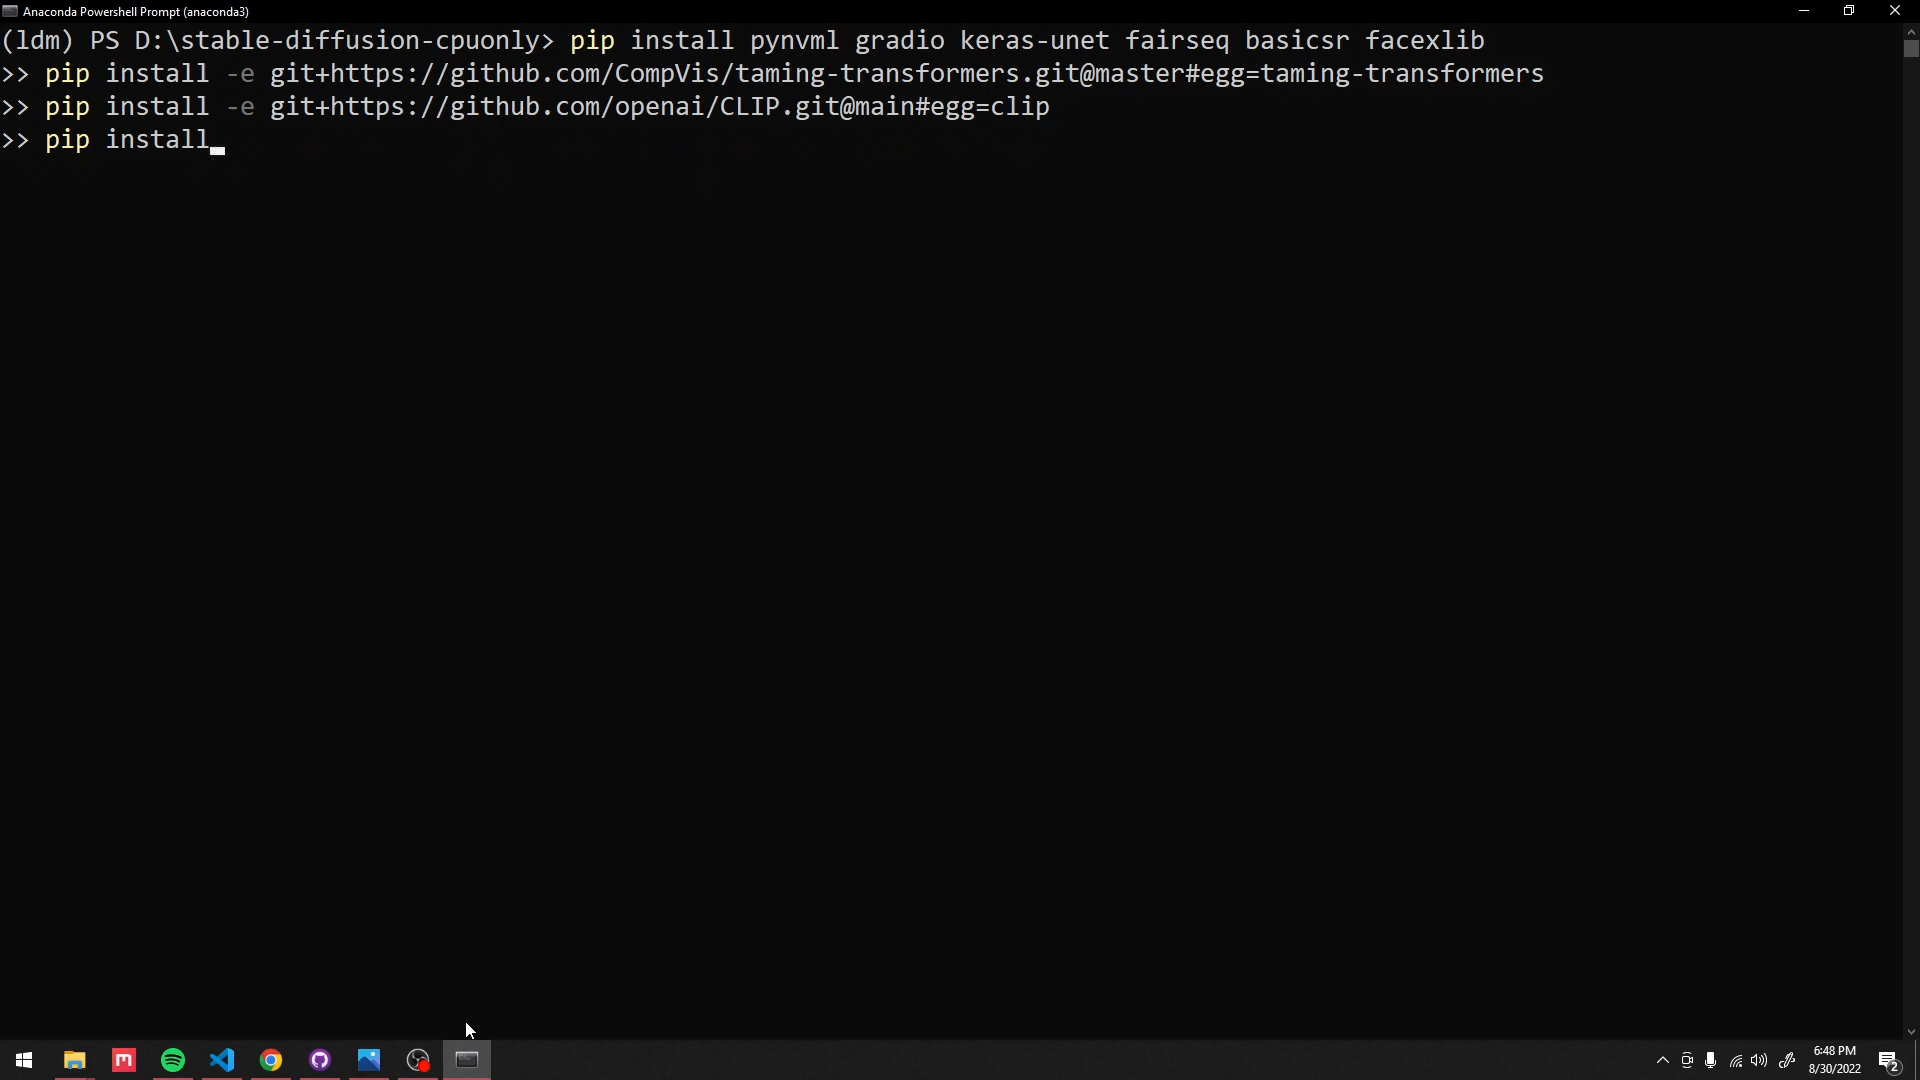 Anaconda Powershell Prompt (anaconda3)
(ldm) PS D:\stable-diffusion-cpuonly> pip install pynvml gradio keras-unet fairseq basicsr facexlib
>> pip install -e git+https://github.com/CompVis/taming-transformers.git@master#egg=taming-transformers
>> pip install -e git+https://github.com/openai/CLIP.git@main#egg=clip
>> pip install
6:48 PM
8/30/2022
2